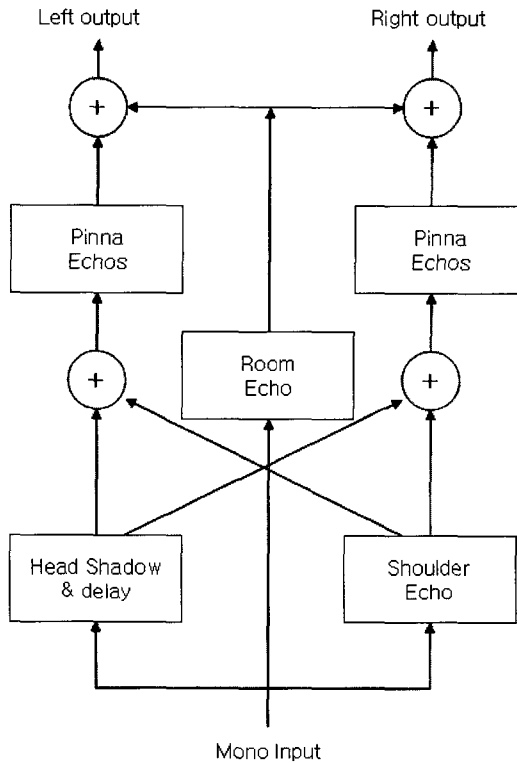 Left output
Right output
+
+
Pinna
Echos
Pinna
Echos
Room
Echo
+
+
Head Shadow
& delay
Shoulder
Echo
Mono Input